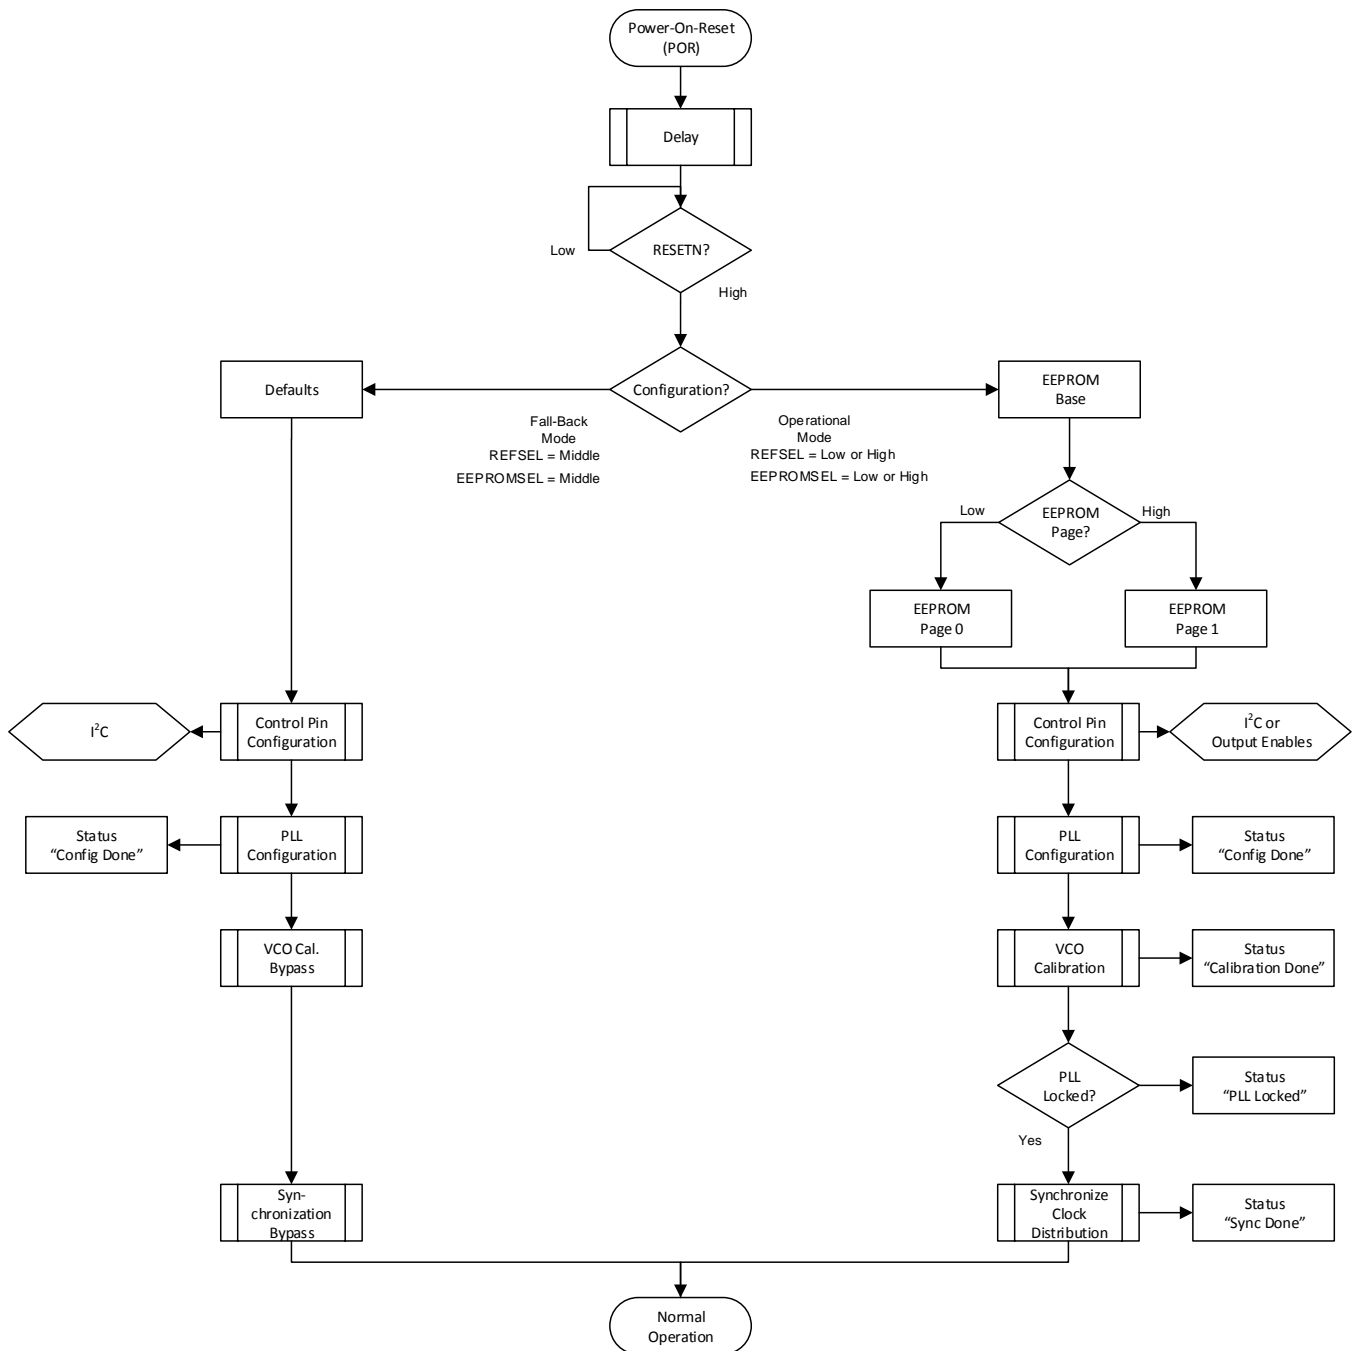 Power-On-Reset
(POR)
Delay
RESETN?
Low
High
Defaults
Configuration?
EEPROM
Base
Fall-Back
Mode
REFSEL = Middle
EEPROMSEL = Middle
Operational
Mode
REFSEL = Low or High
EEPROMSEL = Low or High
Low
EEPROM
Page?
High
EEPROM
Page 0
EEPROM
Page 1
I²C
Control Pin
Configuration
Control Pin
Configuration
I²C or
Output Enables
Status
“Config Done”
PLL
Configuration
PLL
Configuration
Status
“Config Done”
VCO Cal.
Bypass
VCO
Calibration
Status
“Calibration Done”
PLL
Locked?
Status
“PLL Locked”
Yes
Syn-
chronization
Bypass
Synchronize
Clock
Distribution
Status
“Sync Done”
Normal
Operation